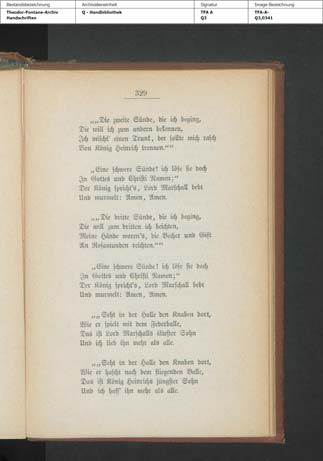 Bestandsbezeichnung Archivalieneinheit Signatur Image Bezeichnung
Theodor-Fontane-Archiv Q - Handbibliothek TFA A TFA-A-
Handschriften Q3 Q3,0341
329
„„Die zweite Sünde, die ich beging,
Die will ich zum andern bekennen,
Ich mischt' einen Trunk, der sollte mich rasch
Von König Heinrich trennen.““
„Eine schwere Sünde! ich löse sie doch
In Gottes und Christi Namen;“
Der König spricht's, Lord Marschall bebt
Und murmelt: Amen, Amen.
„„Die dritte Sünde, die ich beging,
Die will zum dritten ich beichten,
Meine Hände waren's, die Becher und Gift
An Rosamunden reichten.““
„Eine schwere Sünde! ich löse sie doch
In Gottes und Christi Namen;“
Der König spricht's, Lord Marschall bebt
Und murmelt: Amen, Amen.
„„Seht in der Halle den Knaben dort,
Wie er spielt mit dem Federballe,
Das ist Lord Marschalls ältester Sohn
Und ich lieb ihn mehr als alle.
„„Seht in der Halle den Knaben dort,
Wie er hascht nach dem fliegenden Balle,
Das ist König Heinrichs jüngster Sohn
Und ich hass' ihn mehr als alle.